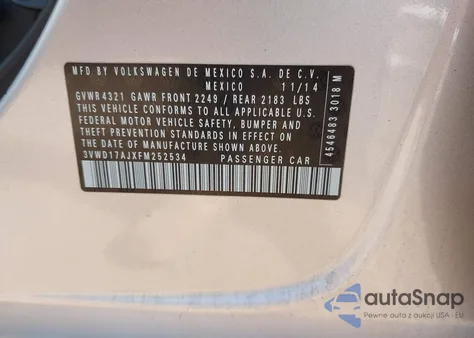 MFD BY VOLKSWAGEN DE MEXICO S.A. DE C.V.
MEXICO 11/14
GVWR 4321 GAWR FRONT 2249 / REAR 2183 LBS
THIS VEHICLE CONFORMS TO ALL APPLICABLE U.S.
FEDERAL MOTOR VEHICLE SAFETY, BUMPER AND
THEFT PREVENTION STANDARDS IN EFFECT ON
THE DATE OF MANUFACTURE SHOWN ABOVE.
3VWD17AJXFM252534 PASSENGER CAR
4546483 3018 M
autoSnap
Pewne auta z aukcji USA - EU